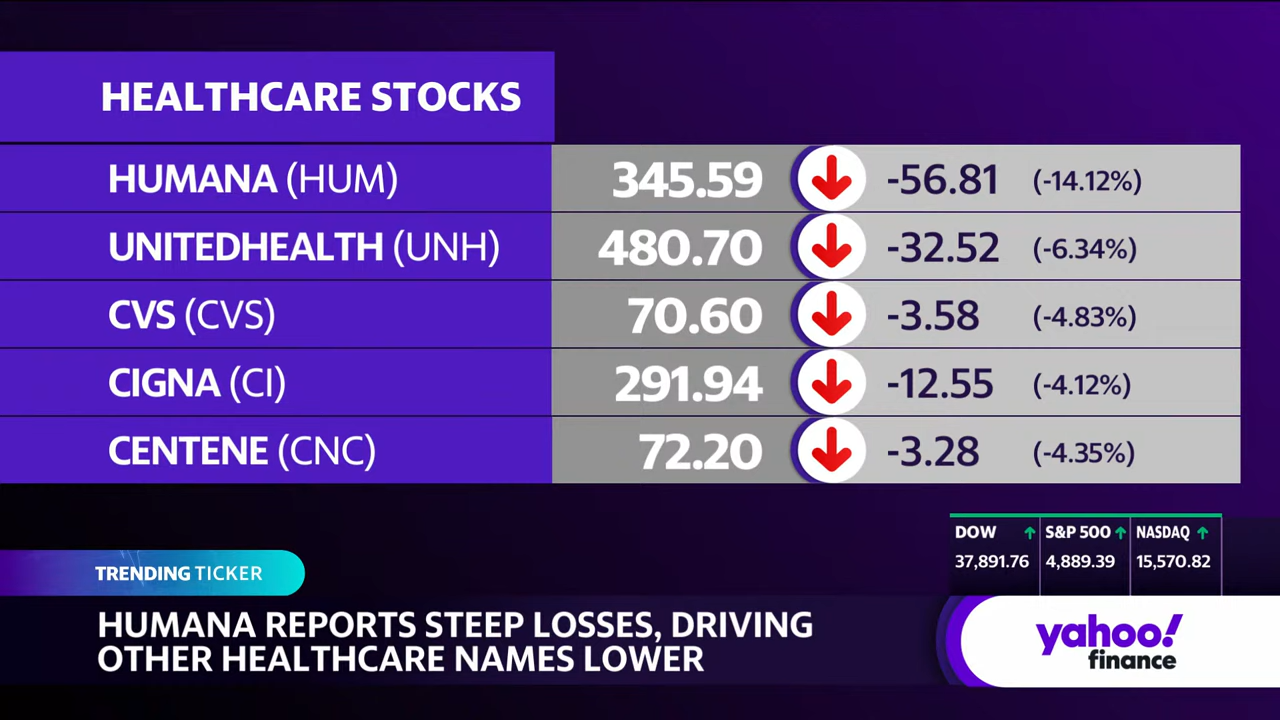 HEALTHCARE STOCKS
HUMANA (HUM) 345.59 -56.81 (-14.12%)
UNITEDHEALTH (UNH) 480.70 -32.52 (-6.34%)
CVS (CVS) 70.60 -3.58 (-4.83%)
CIGNA (CI) 291.94 -12.55 (-4.12%)
CENTENE (CNC) 72.20 -3.28 (-4.35%)
DOW S&P 500 NASDAQ
37,891.76 4,889.39 15,570.82
TRENDING TICKER
HUMANA REPORTS STEEP LOSSES, DRIVING
OTHER HEALTHCARE NAMES LOWER
yahoo!
finance